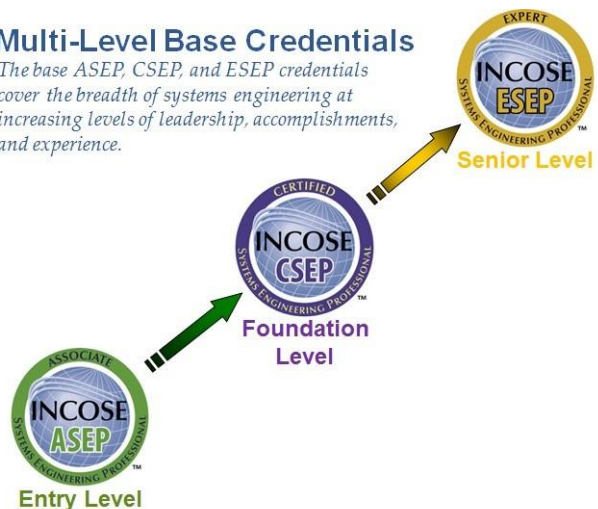 Multi-Level Base Credentials
The base ASEP, CSEP, and ESEP credentials
cover the breadth of systems engineering at
increasing levels of leadership, accomplishments,
and experience.
EXPERT
INCOSE
ESEP
SYSTEMS ENGINEERING PROFESSIONAL
TM
Senior Level
CERTIFIED
INCOSE
CSEP
SYSTEMS ENGINEERING PROFESSIONAL
TM
Foundation
Level
ASSOCIATE
INCOSE
ASEP
SYSTEMS ENGINEERING PROFESSIONAL
TM
Entry Level